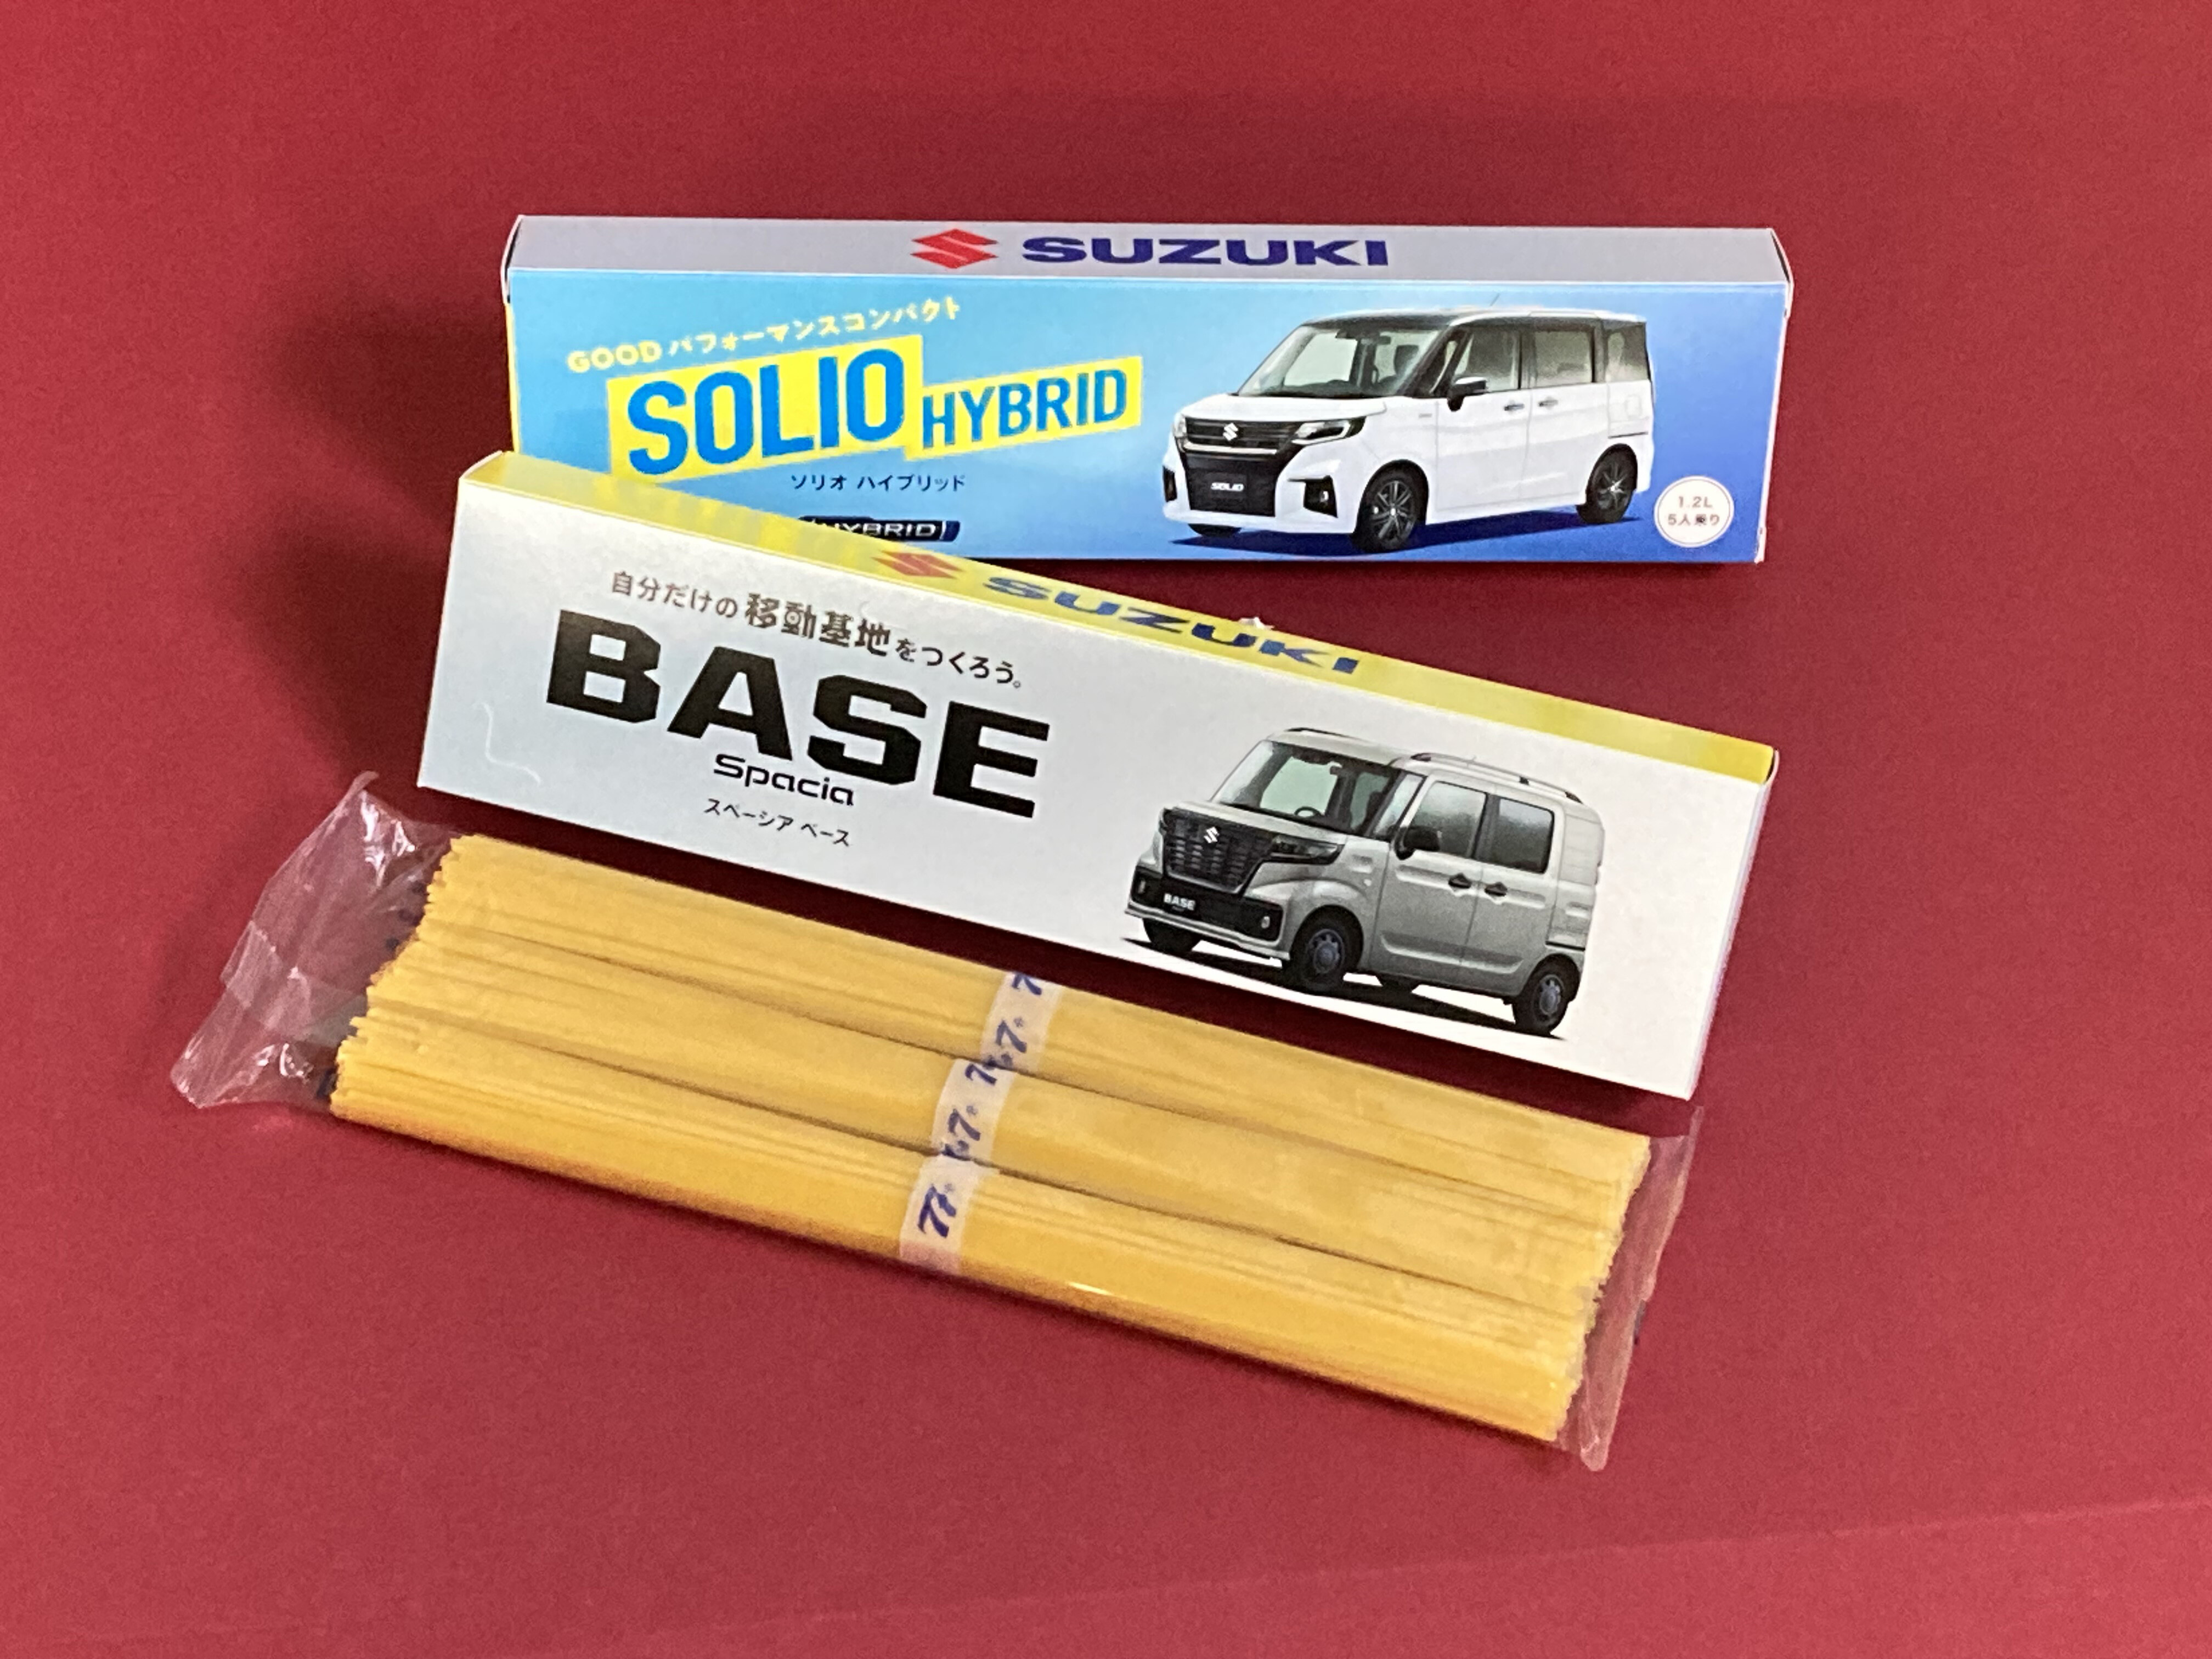 SUZUKI
GOOD パフォーマンスコンパクト
SOLIO HYBRID
ソリオ ハイブリッド
HYBRID
SOLIO
1.2L
5人乗り
SUZUKI
自分だけの移動基地をつくろう。
BASE
Spacia
スペーシア ベース
BASE